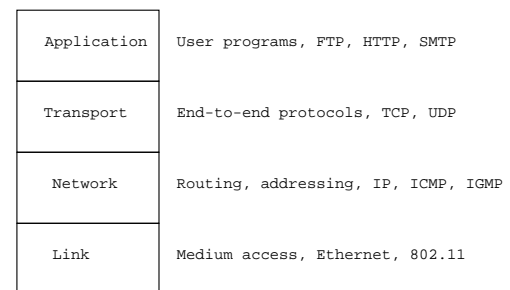 Application User programs, FTP, HTTP, SMTP
Transport End-to-end protocols, TCP, UDP
Network Routing, addressing, IP, ICMP, IGMP
Link Medium access, Ethernet, 802.11